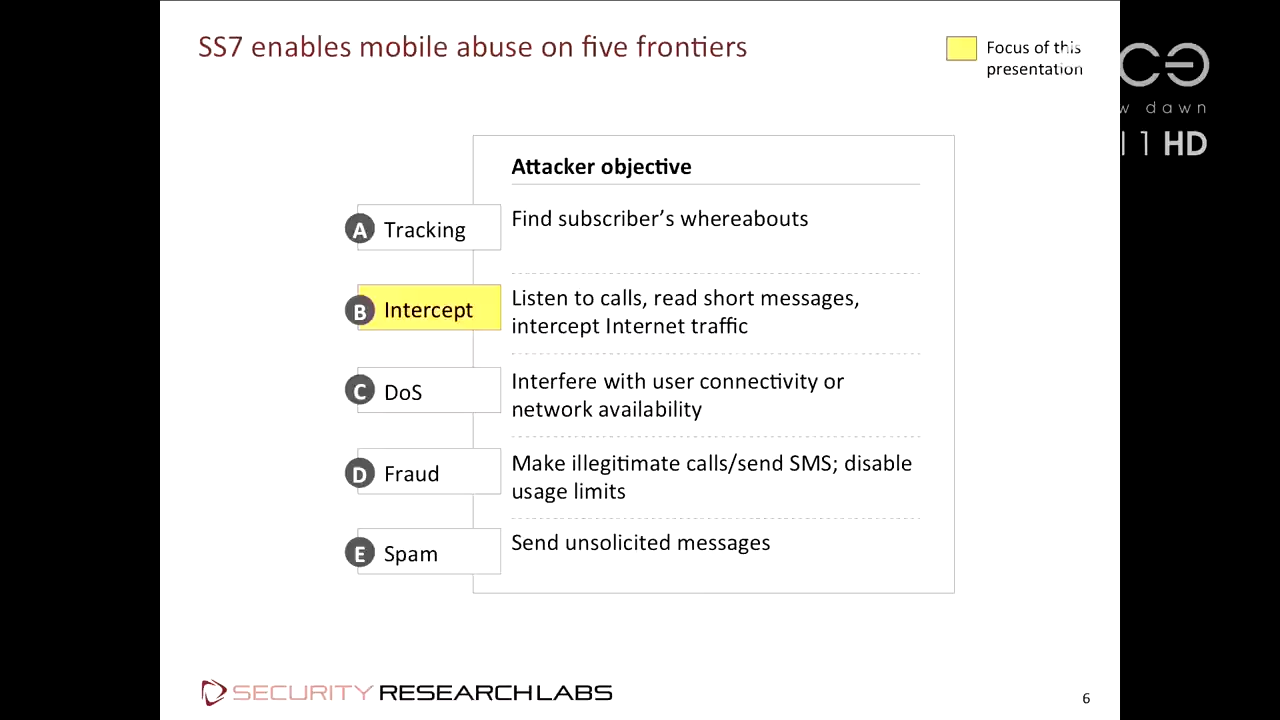 SS7 enables mobile abuse on five frontiers
Focus of this
presentation
w dawn
HD
Attacker objective
A Tracking
Find subscriber's whereabouts
B Intercept
Listen to calls, read short messages,
intercept Internet traffic
C DoS
Interfere with user connectivity or
network availability
D Fraud
Make illegitimate calls/send SMS; disable
usage limits
E Spam
Send unsolicited messages
SECURITY RESEARCH LABS
6